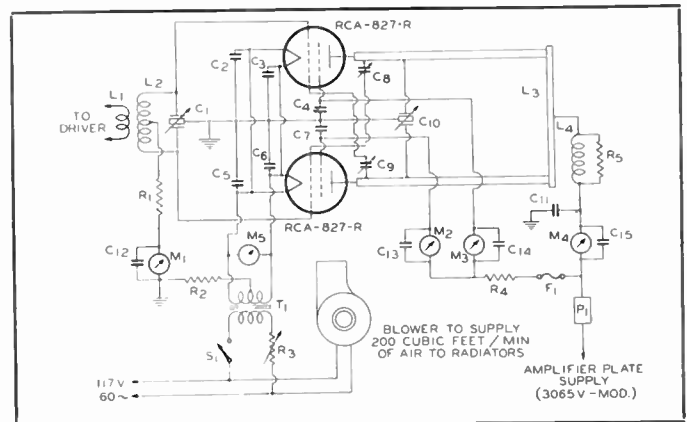 RCA-827-R
C2
C3
C8
L1
L2
C1
C4
L3
TO
DRIVER
C7
C10
L4
C5
C6
C9
R5
R1
RCA-827-R
C11
M5
M2
C12
M1
C13
M3
C14
M4
C15
R2
T1
R4
F1
P1
S1
R3
BLOWER TO SUPPLY
200 CUBIC FEET / MIN
OF AIR TO RADIATORS
117 V
60~
AMPLIFIER PLATE
SUPPLY
(3065 V-MOD.)